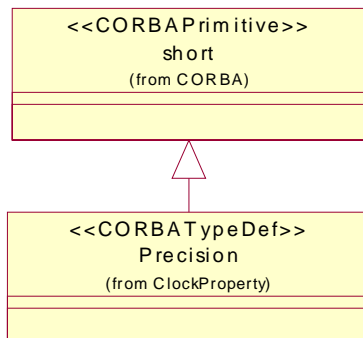 <<CORBAPrimitive>>
short
(from CORBA)
<<CORBATypeDef>>
Precision
(from ClockProperty)